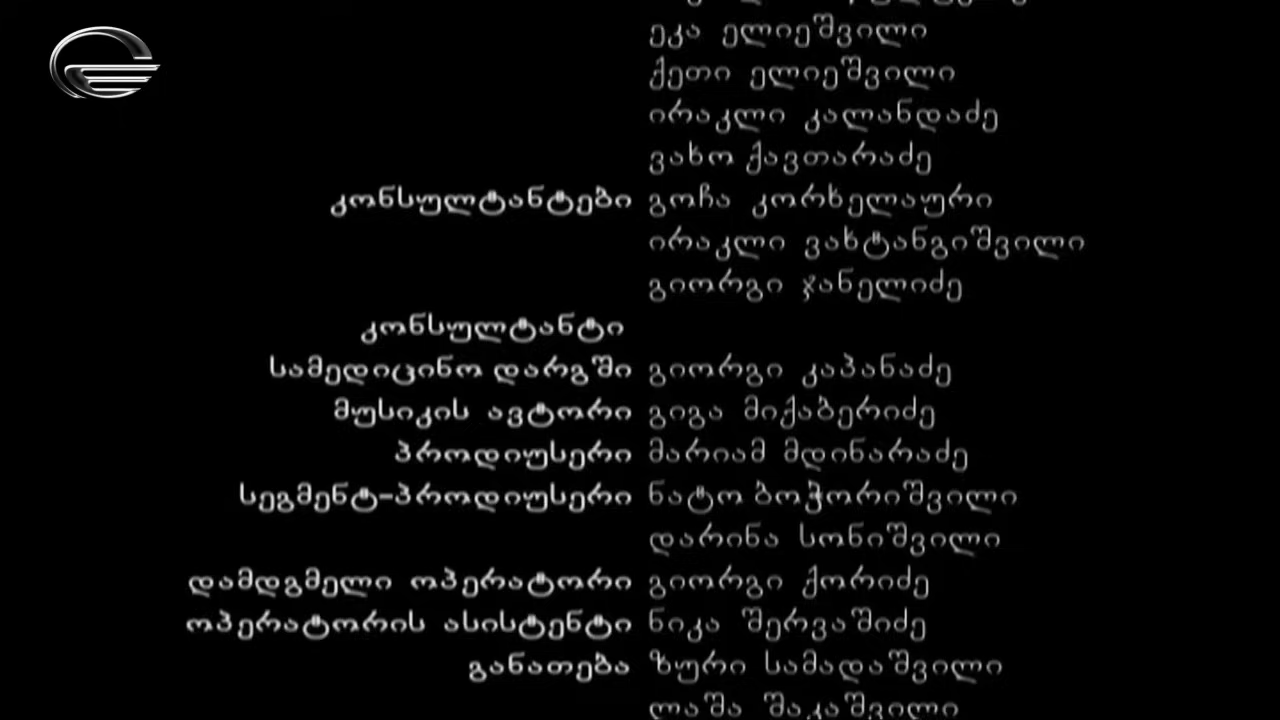 ეკა ელიეშვილი
ქეთი ელიეშვილი
ირაკლი კალანდაძე
ვახო ქავთარაძე
კონსულტანტები გოჩა კორხელაური
ირაკლი ვახტანგიშვილი
გიორგი ჯანელიძე
კონსულტანტი
სამედიცინო დარგში გიორგი კაპანაძე
მუსიკის ავტორი გიგა მიქაბერიძე
პროდიუსერი მარიამ მდინარაძე
სეგმენტ-პროდიუსერი ნატო ბოჭორიშვილი
დარინა სონიშვილი
დამდგმელი ოპერატორი გიორგი ქორიძე
ოპერატორის ასისტენტი ნიკა შერვაშიძე
განათება ზური სამადაშვილი
ლაშა შაკაშვილი